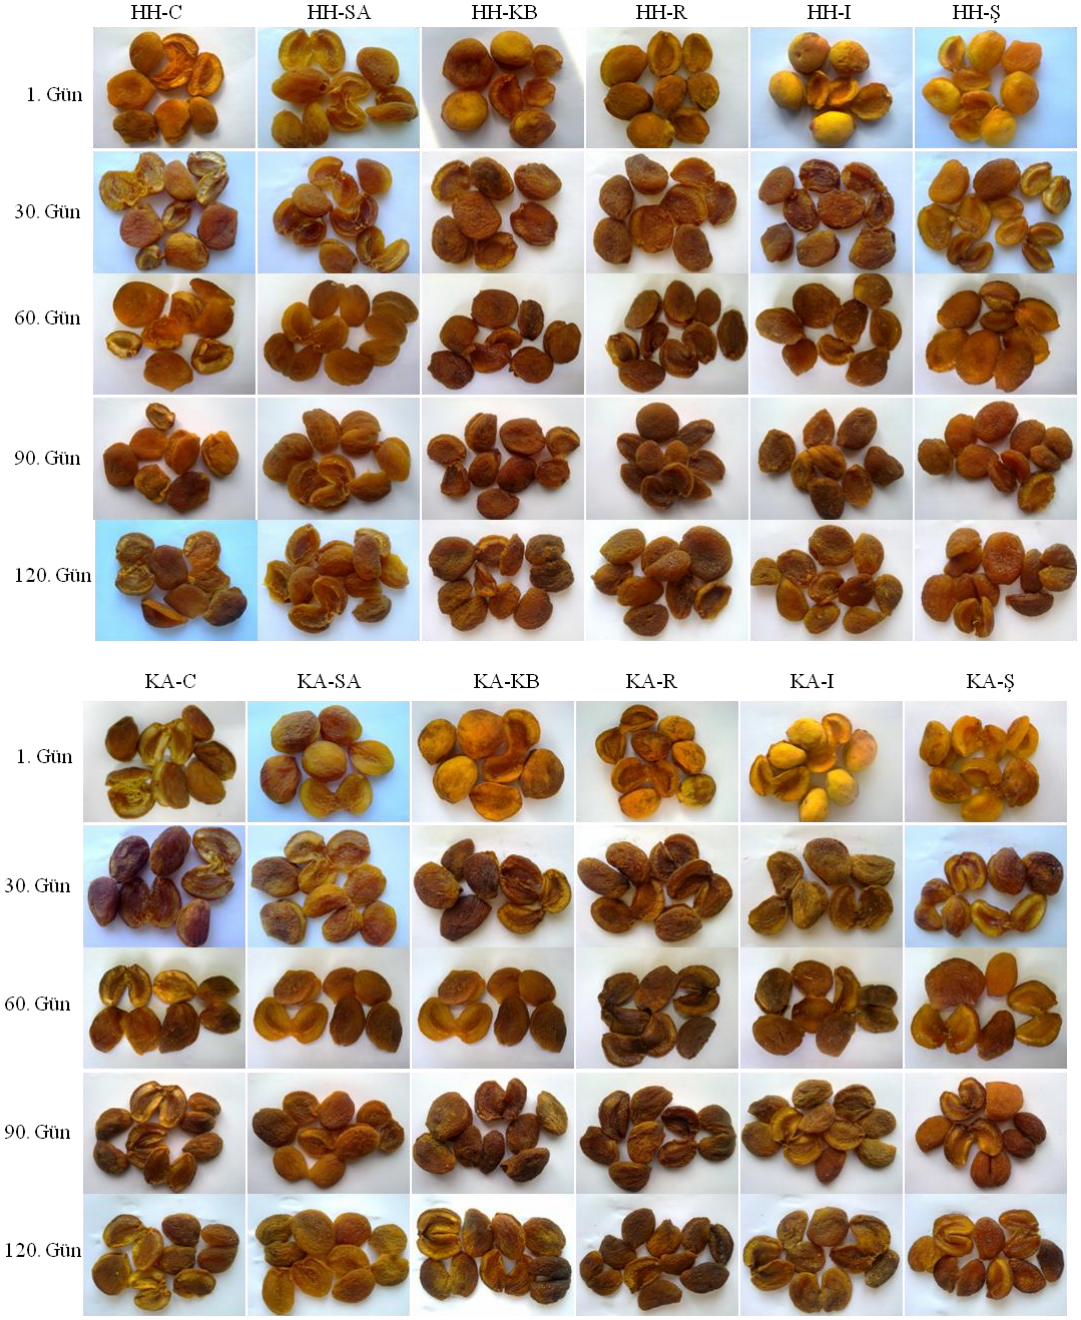 HH-C HH-SA HH-KB HH-R HH-I HH-Ş
1. Gün
30. Gün
60. Gün
90. Gün
120. Gün
KA-C KA-SA KA-KB KA-R KA-I KA-Ş
1. Gün
30. Gün
60. Gün
90. Gün
120. Gün